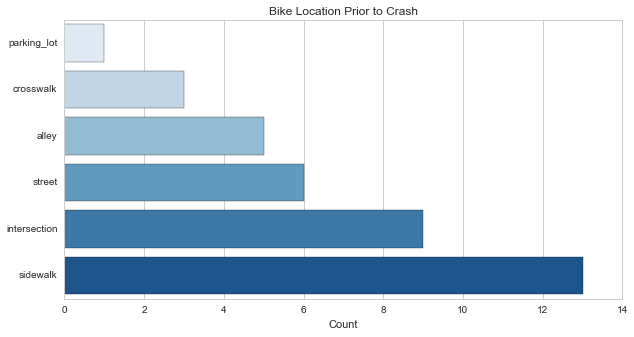 Bike Location Prior to Crash
parking_lot
crosswalk
alley
street
intersection
sidewalk
0 2 4 6 8 10 12 14
Count